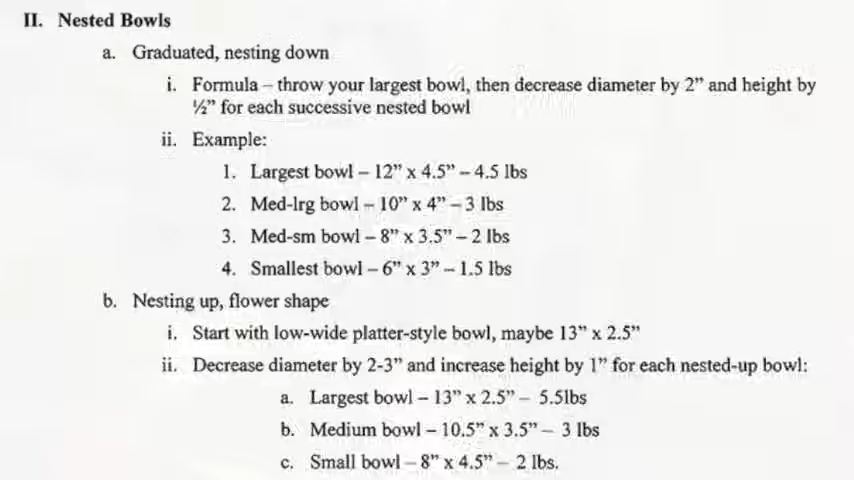 II. Nested Bowls
a. Graduated, nesting down
i. Formula – throw your largest bowl, then decrease diameter by 2” and height by
½” for each successive nested bowl
ii. Example:
1. Largest bowl – 12” x 4.5” – 4.5 lbs
2. Med-lrg bowl – 10” x 4” – 3 lbs
3. Med-sm bowl – 8” x 3.5” – 2 lbs
4. Smallest bowl – 6” x 3” – 1.5 lbs
b. Nesting up, flower shape
i. Start with low-wide platter-style bowl, maybe 13” x 2.5”
ii. Decrease diameter by 2-3” and increase height by 1” for each nested-up bowl:
a. Largest bowl – 13” x 2.5” – 5.5lbs
b. Medium bowl – 10.5” x 3.5” – 3 lbs
c. Small bowl – 8” x 4.5” – 2 lbs.